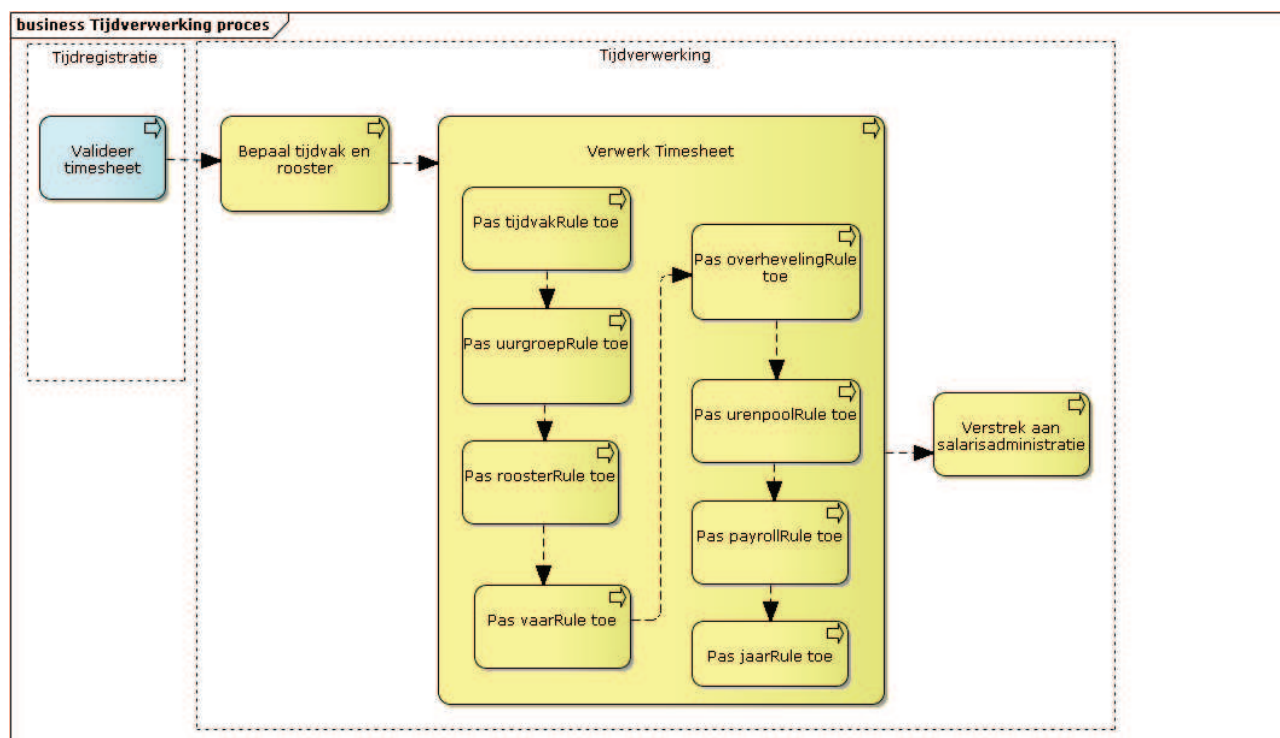 business Tijdverwerking proces
Tijdregistratie
Tijdverwerking
Valideer
timesheet
Bepaal tijdvak en
rooster
Verwerk Timesheet
Pas tijdvakRule toe
Pas uurgroepRule toe
Pas roosterRule toe
Pas vaarRule toe
Pas overhevelingRule
toe
Pas urenpoolRule toe
Pas payrollRule toe
Pas jaarRule toe
Verstrek aan
salarisadministratie